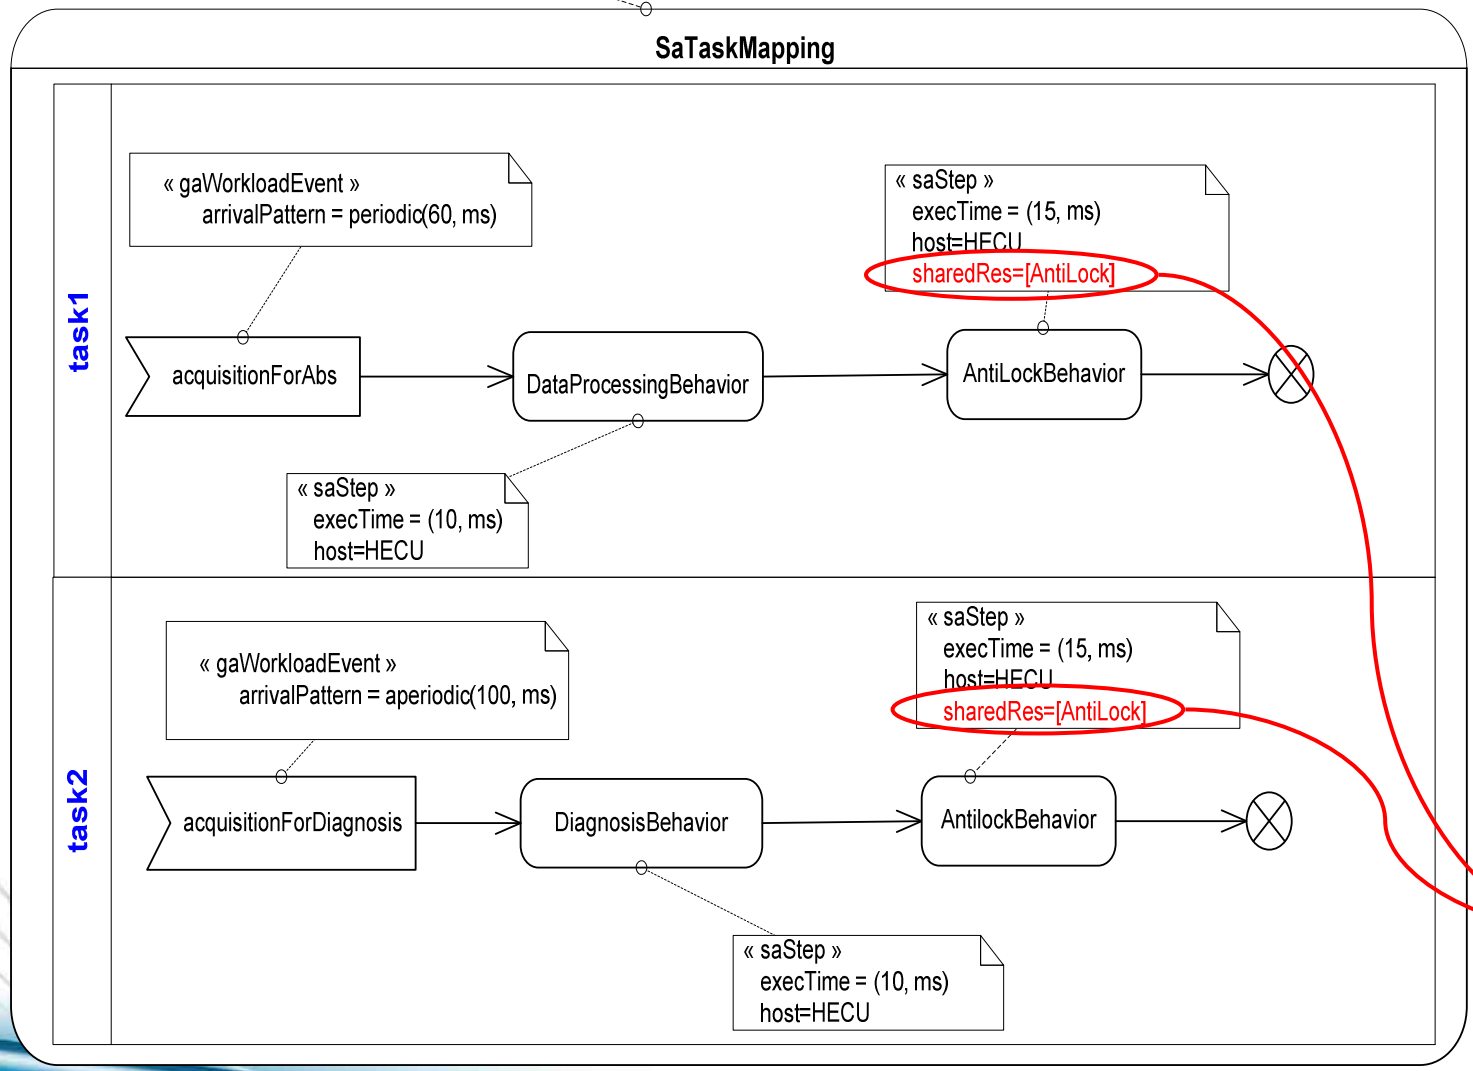 SaTaskMapping
task1
« gaWorkloadEvent »
arrivalPattern = periodic(60, ms)
« saStep »
execTime = (15, ms)
host=HECU
sharedRes=[AntiLock]
acquisitionForAbs
DataProcessingBehavior
AntiLockBehavior
« saStep »
execTime = (10, ms)
host=HECU
task2
« gaWorkloadEvent »
arrivalPattern = aperiodic(100, ms)
« saStep »
execTime = (15, ms)
host=HECU
sharedRes=[AntiLock]
acquisitionForDiagnosis
DiagnosisBehavior
AntilockBehavior
« saStep »
execTime = (10, ms)
host=HECU